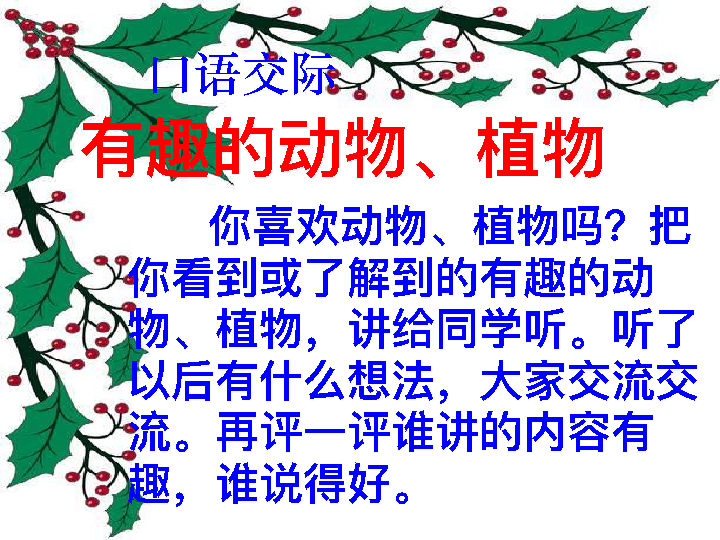 口语交际
有趣的动物、植物
你喜欢动物、植物吗？把
你看到或了解到的有趣的动
物、植物，讲给同学听。听了
以后有什么想法，大家交流交
流。再评一评谁讲的内容有
趣，谁说得好。